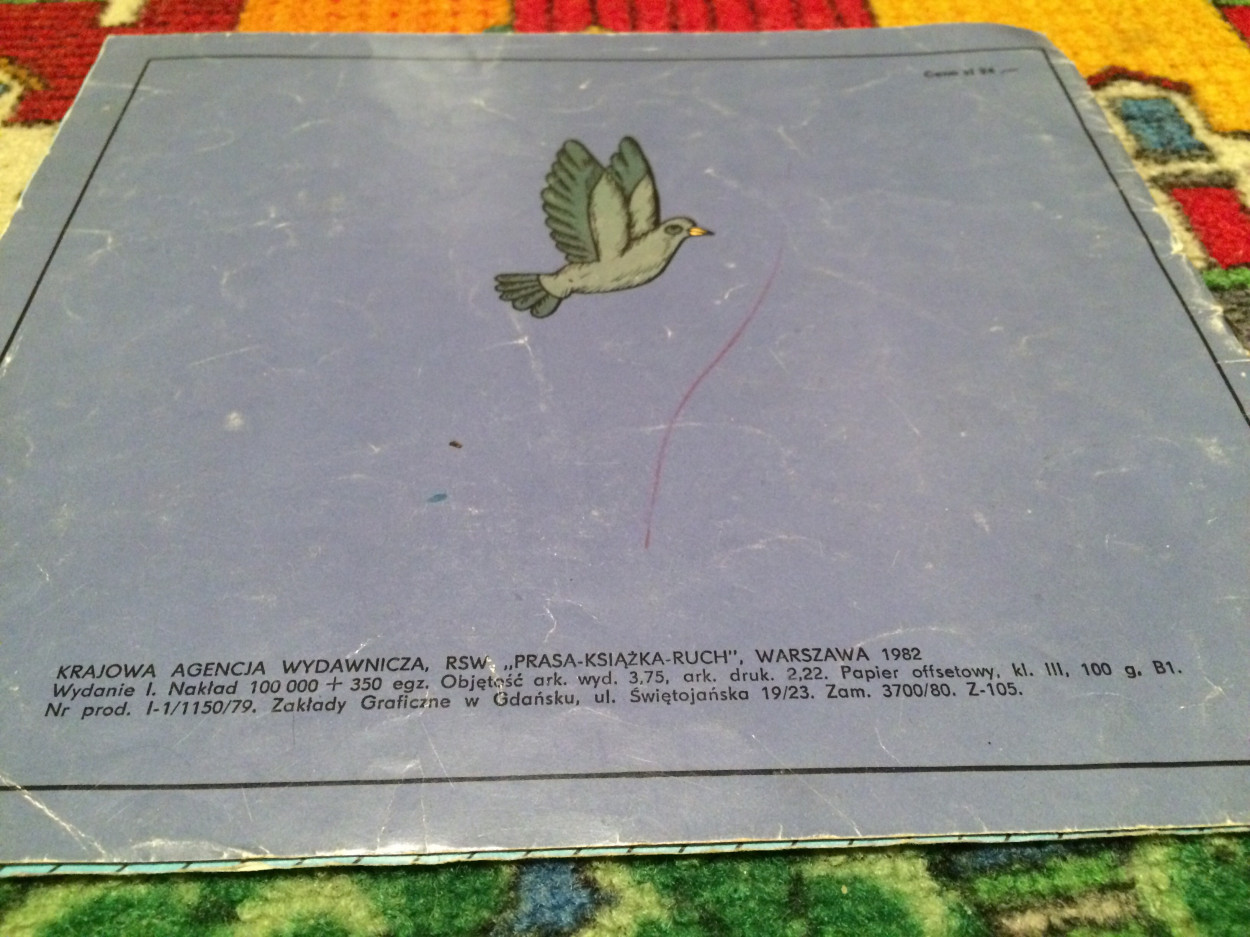 Cena zł
KRAJOWA AGENCJA WYDAWNICZA, RSW „PRASA-KSIĄŻKA-RUCH”, WARSZAWA 1982
Wydanie I. Nakład 100 000 + 350 egz. Objętość ark. wyd. 3,75, ark. druk. 2,22. Papier offsetowy, kl. III, 100 g, B1.
Nr prod. I-1/1150/79. Zakłady Graficzne w Gdańsku, ul. Świętojańska 19/23. Zam. 3700/80. Z-105.